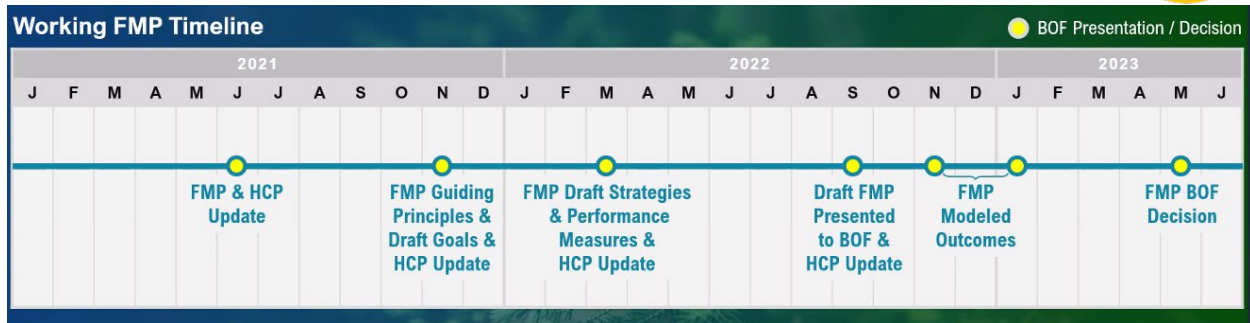 Working FMP Timeline
BOF Presentation / Decision
2021 2022 2023
J F M A M J J A S O N D J F M A M J J A S O N D J F M A M J
FMP & HCP
Update
FMP Guiding
Principles &
Draft Goals &
HCP Update
FMP Draft Strategies
& Performance
Measures &
HCP Update
Draft FMP
Presented
to BOF &
HCP Update
FMP
Modeled
Outcomes
FMP BOF
Decision